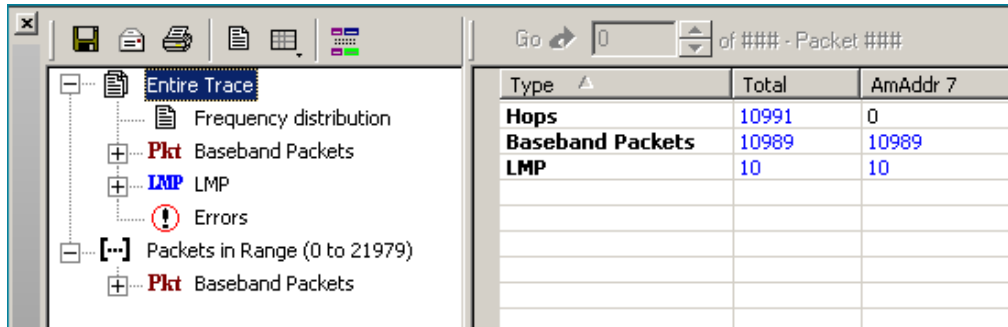 Go 0 of ### - Packet ###
Entire Trace
Frequency distribution
Pkt Baseband Packets
LMP LMP
Errors
Packets in Range (0 to 21979)
Pkt Baseband Packets
Type Total AmAddr 7
Hops 10991 0
Baseband Packets 10989 10989
LMP 10 10